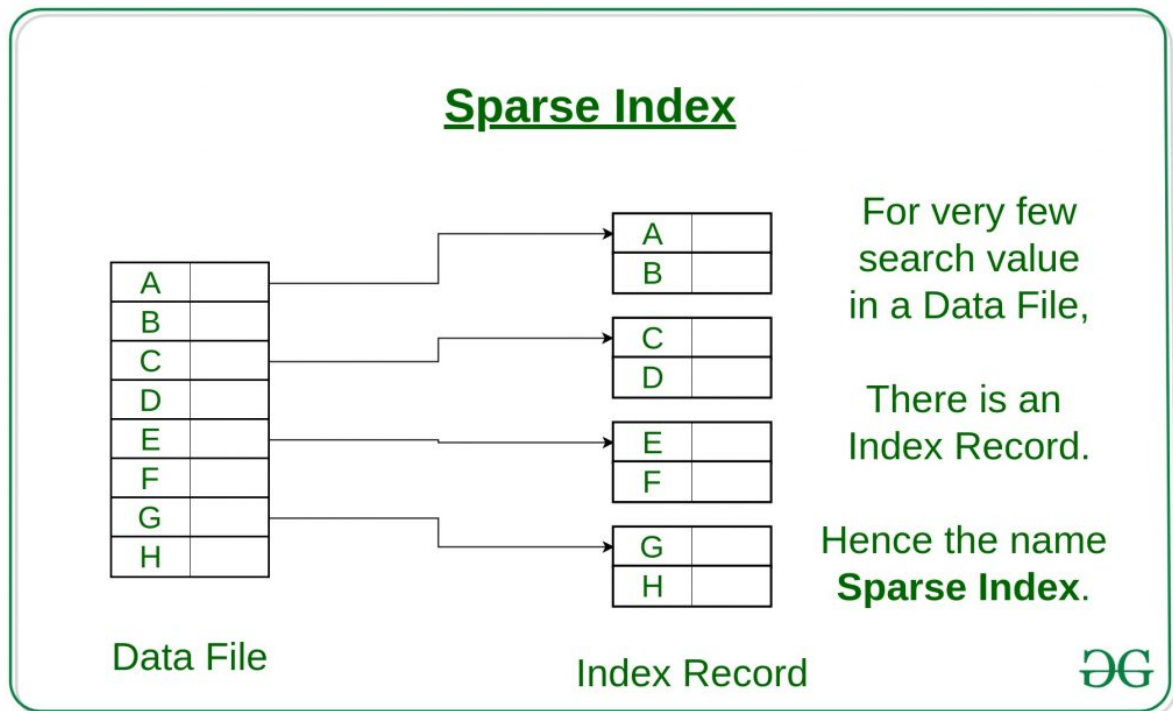 Sparse Index
A
B
C
D
E
F
G
H
Data File
A
B
C
D
E
F
G
H
Index Record
For very few
search value
in a Data File,
There is an
Index Record.
Hence the name
Sparse Index.